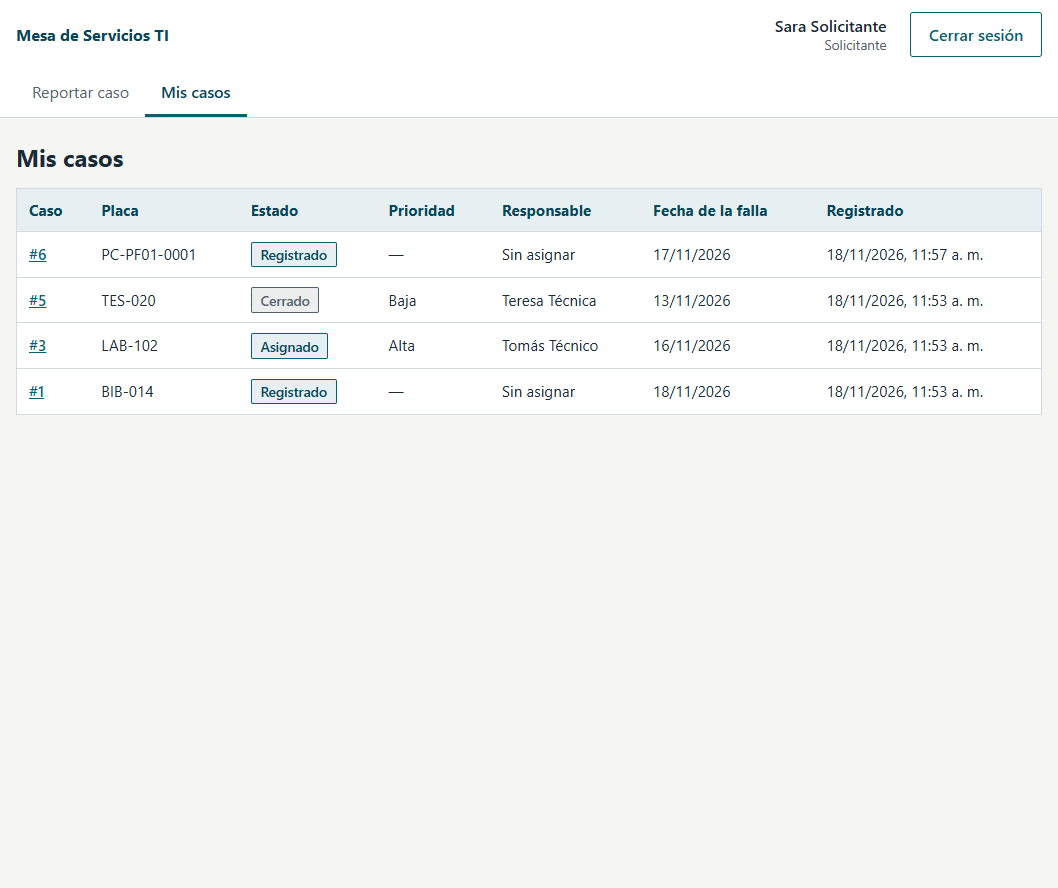 Mesa de Servicios TI
Sara Solicitante
Solicitante
Cerrar sesión
Reportar caso Mis casos
Mis casos
Caso Placa Estado Prioridad Responsable Fecha de la falla Registrado
#6 PC-PF01-0001 Registrado — Sin asignar 17/11/2026 18/11/2026, 11:57 a. m.
#5 TES-020 Cerrado Baja Teresa Técnica 13/11/2026 18/11/2026, 11:53 a. m.
#3 LAB-102 Asignado Alta Tomás Técnico 16/11/2026 18/11/2026, 11:53 a. m.
#1 BIB-014 Registrado — Sin asignar 18/11/2026 18/11/2026, 11:53 a. m.